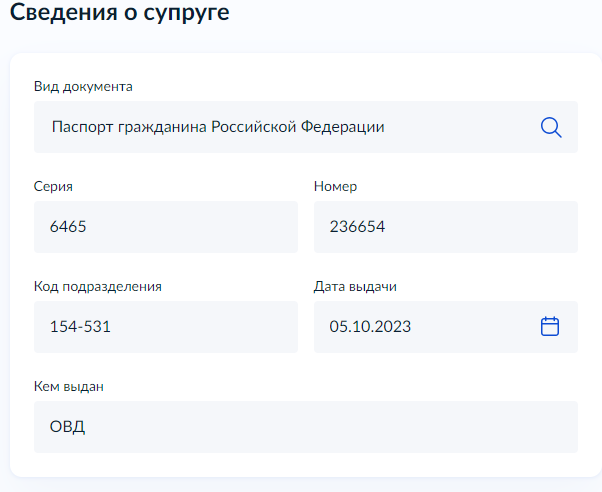 Сведения о супруге
Вид документа
Паспорт гражданина Российской Федерации
Серия
Номер
6465
236654
Код подразделения
Дата выдачи
154-531
05.10.2023
Кем выдан
ОВД